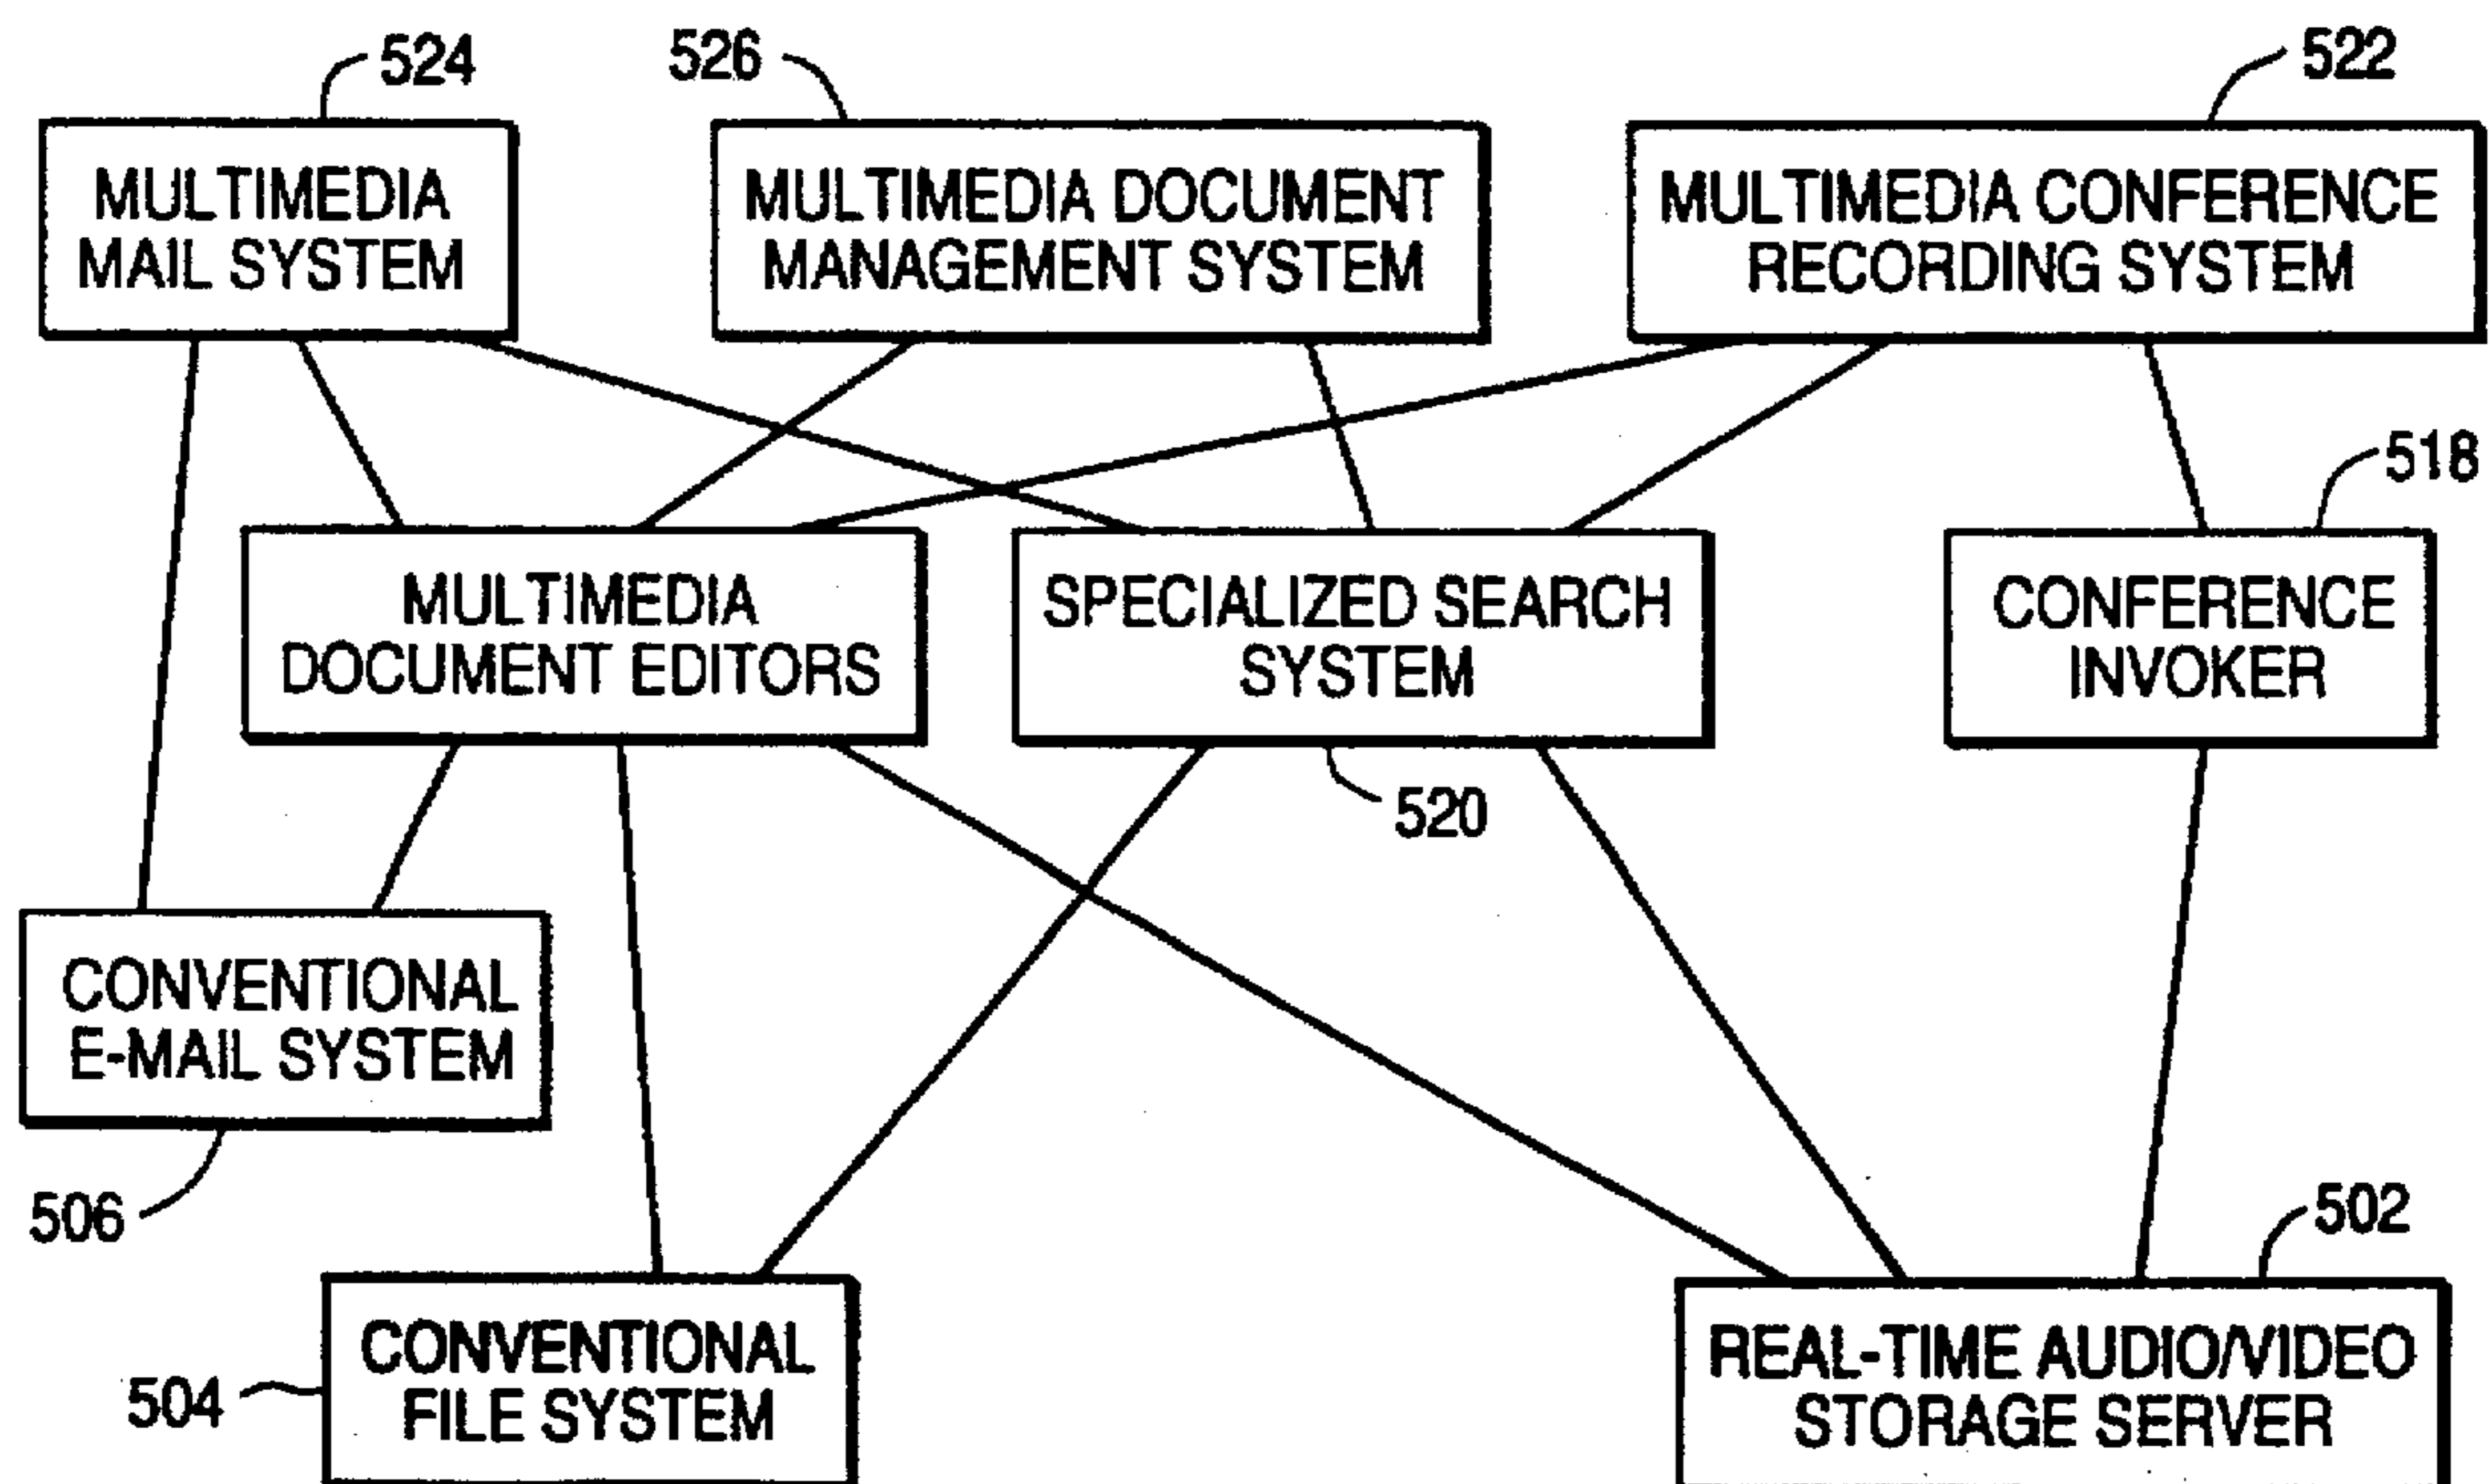 524
526
522
MULTIMEDIA
MAIL SYSTEM
MULTIMEDIA DOCUMENT
MANAGEMENT SYSTEM
MULTIMEDIA CONFERENCE
RECORDING SYSTEM
518
MULTIMEDIA
DOCUMENT EDITORS
SPECIALIZED SEARCH
SYSTEM
CONFERENCE
INVOKER
520
CONVENTIONAL
E-MAIL SYSTEM
506
502
504
CONVENTIONAL
FILE SYSTEM
REAL-TIME AUDIO/VIDEO
STORAGE SERVER